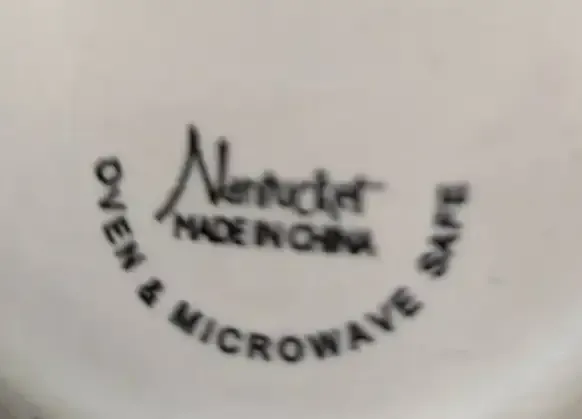 Nantucket
MADE IN CHINA
OVEN & MICROWAVE SAFE